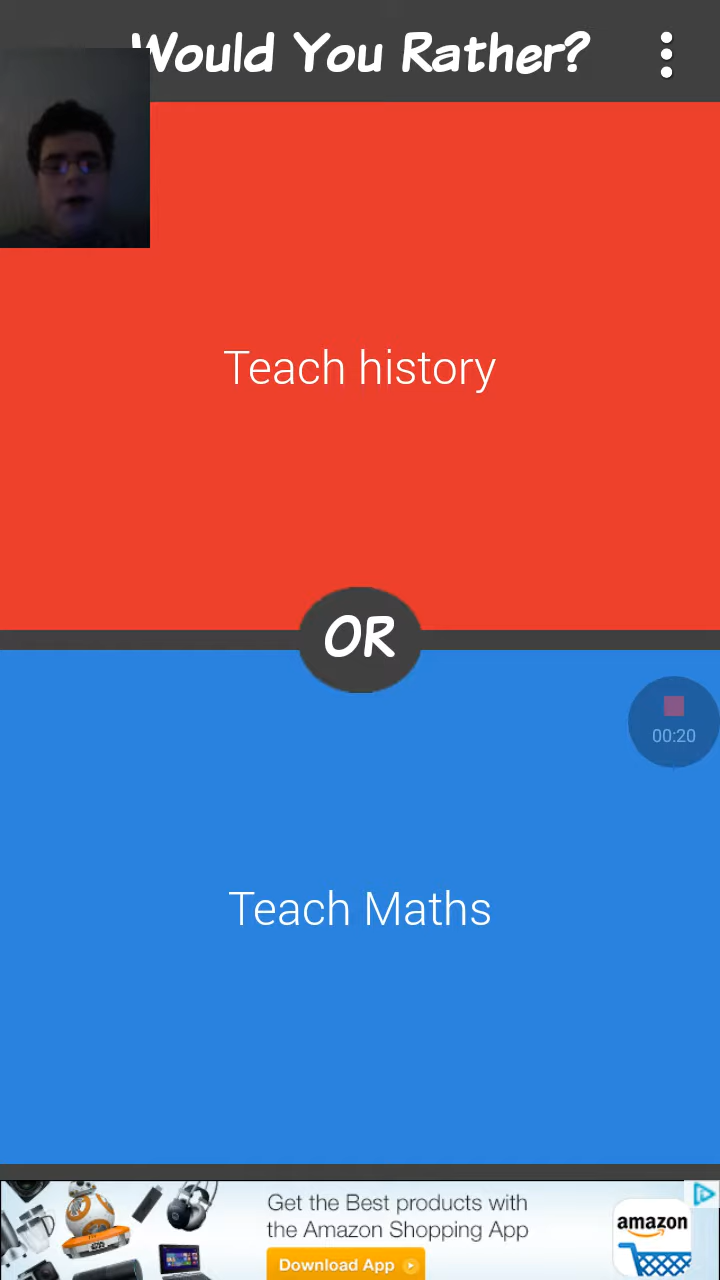 Would You Rather?
Teach history
OR
00:20
Teach Maths
Get the Best products with
the Amazon Shopping App
Download App
amazon